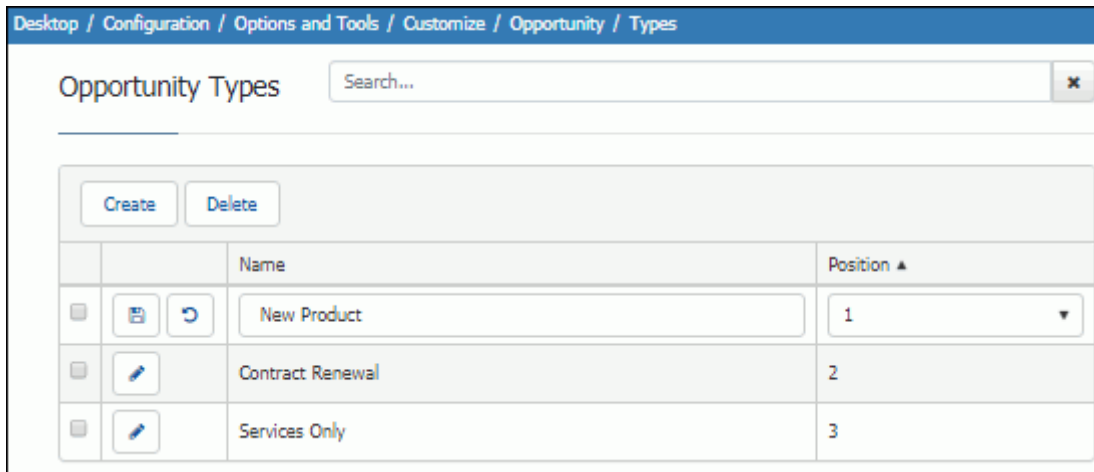 Desktop / Configuration / Options and Tools / Customize / Opportunity / Types
Opportunity Types Search...
Create Delete
Name Position
New Product 1
Contract Renewal 2
Services Only 3